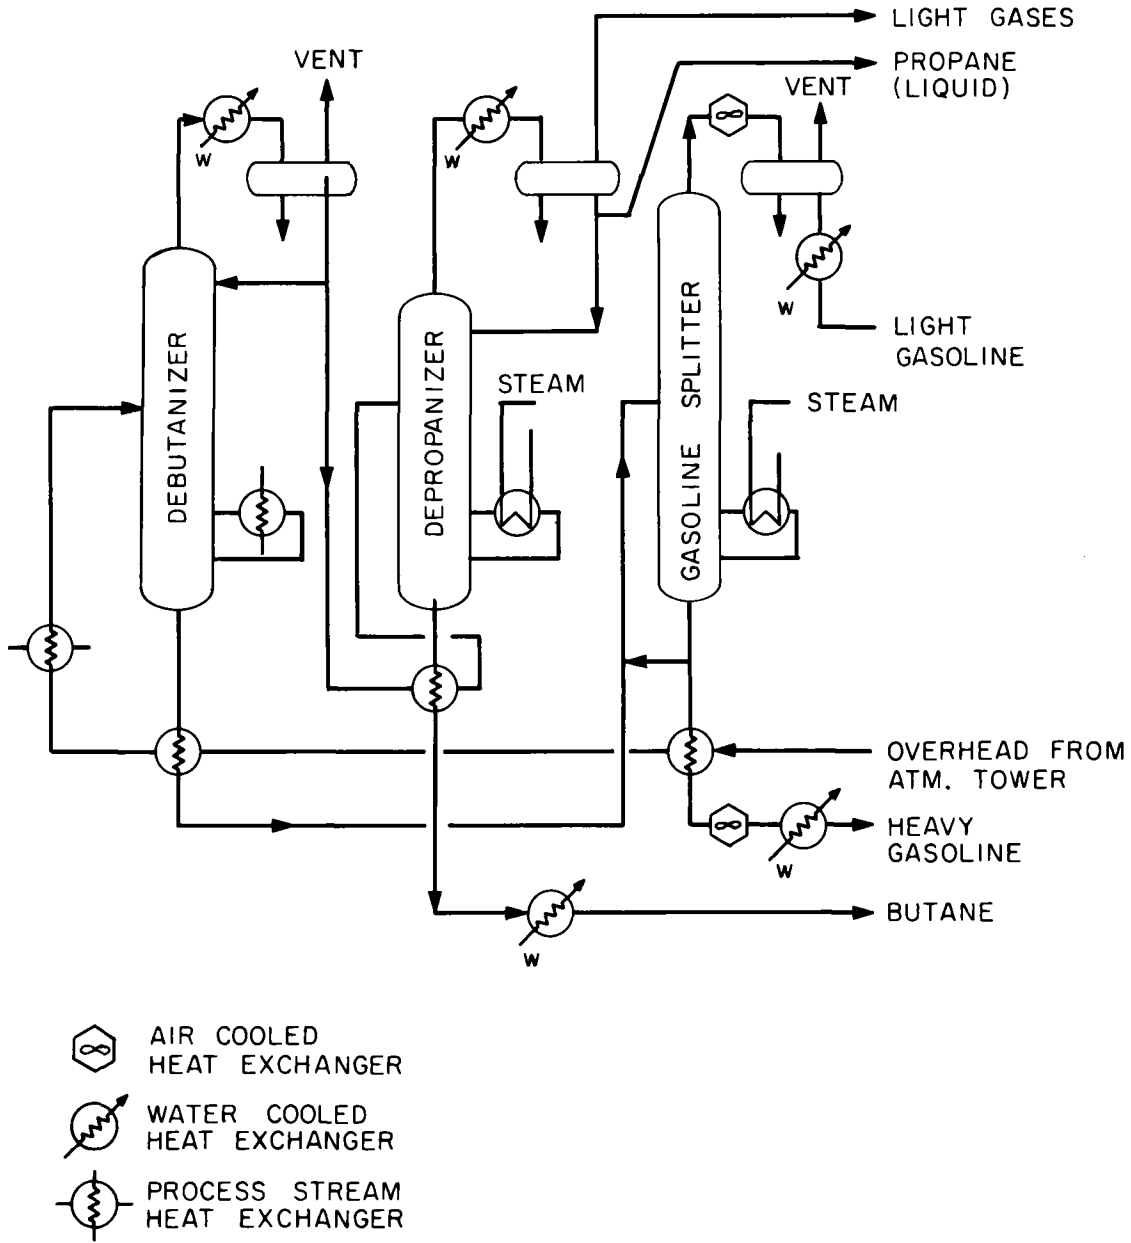 LIGHT GASES
VENT
PROPANE
(LIQUID)
VENT
W
W
W
LIGHT
GASOLINE
DEBUTANIZER
DEPROPANIZER
GASOLINE SPLITTER
STEAM
STEAM
OVERHEAD FROM
ATM. TOWER
HEAVY
GASOLINE
W
BUTANE
W
AIR COOLED
HEAT EXCHANGER
WATER COOLED
HEAT EXCHANGER
PROCESS STREAM
HEAT EXCHANGER